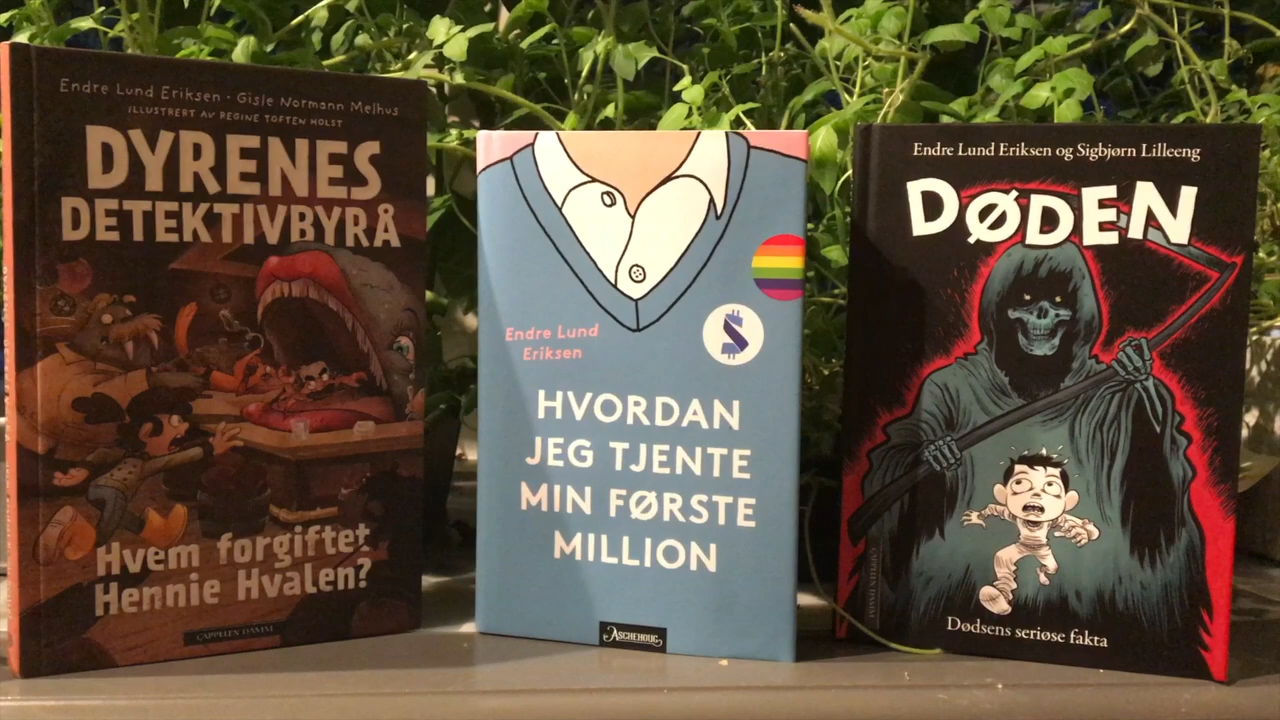 Endre Lund Eriksen • Gisle Normann Melhus
ILLUSTRERT AV REGINE TOFTEN HOLST
DYRENES
DETEKTIVBYRÅ
Hvem forgiftet
Hennie Hvalen?
CAPPELEN DAMM
Endre Lund
Eriksen
HVORDAN
JEG TJENTE
MIN FØRSTE
MILLION
ASCHEHOUG
Endre Lund Eriksen og Sigbjørn Lilleeng
DØDEN
CAPPELEN DAMM
Dødsens seriøse fakta